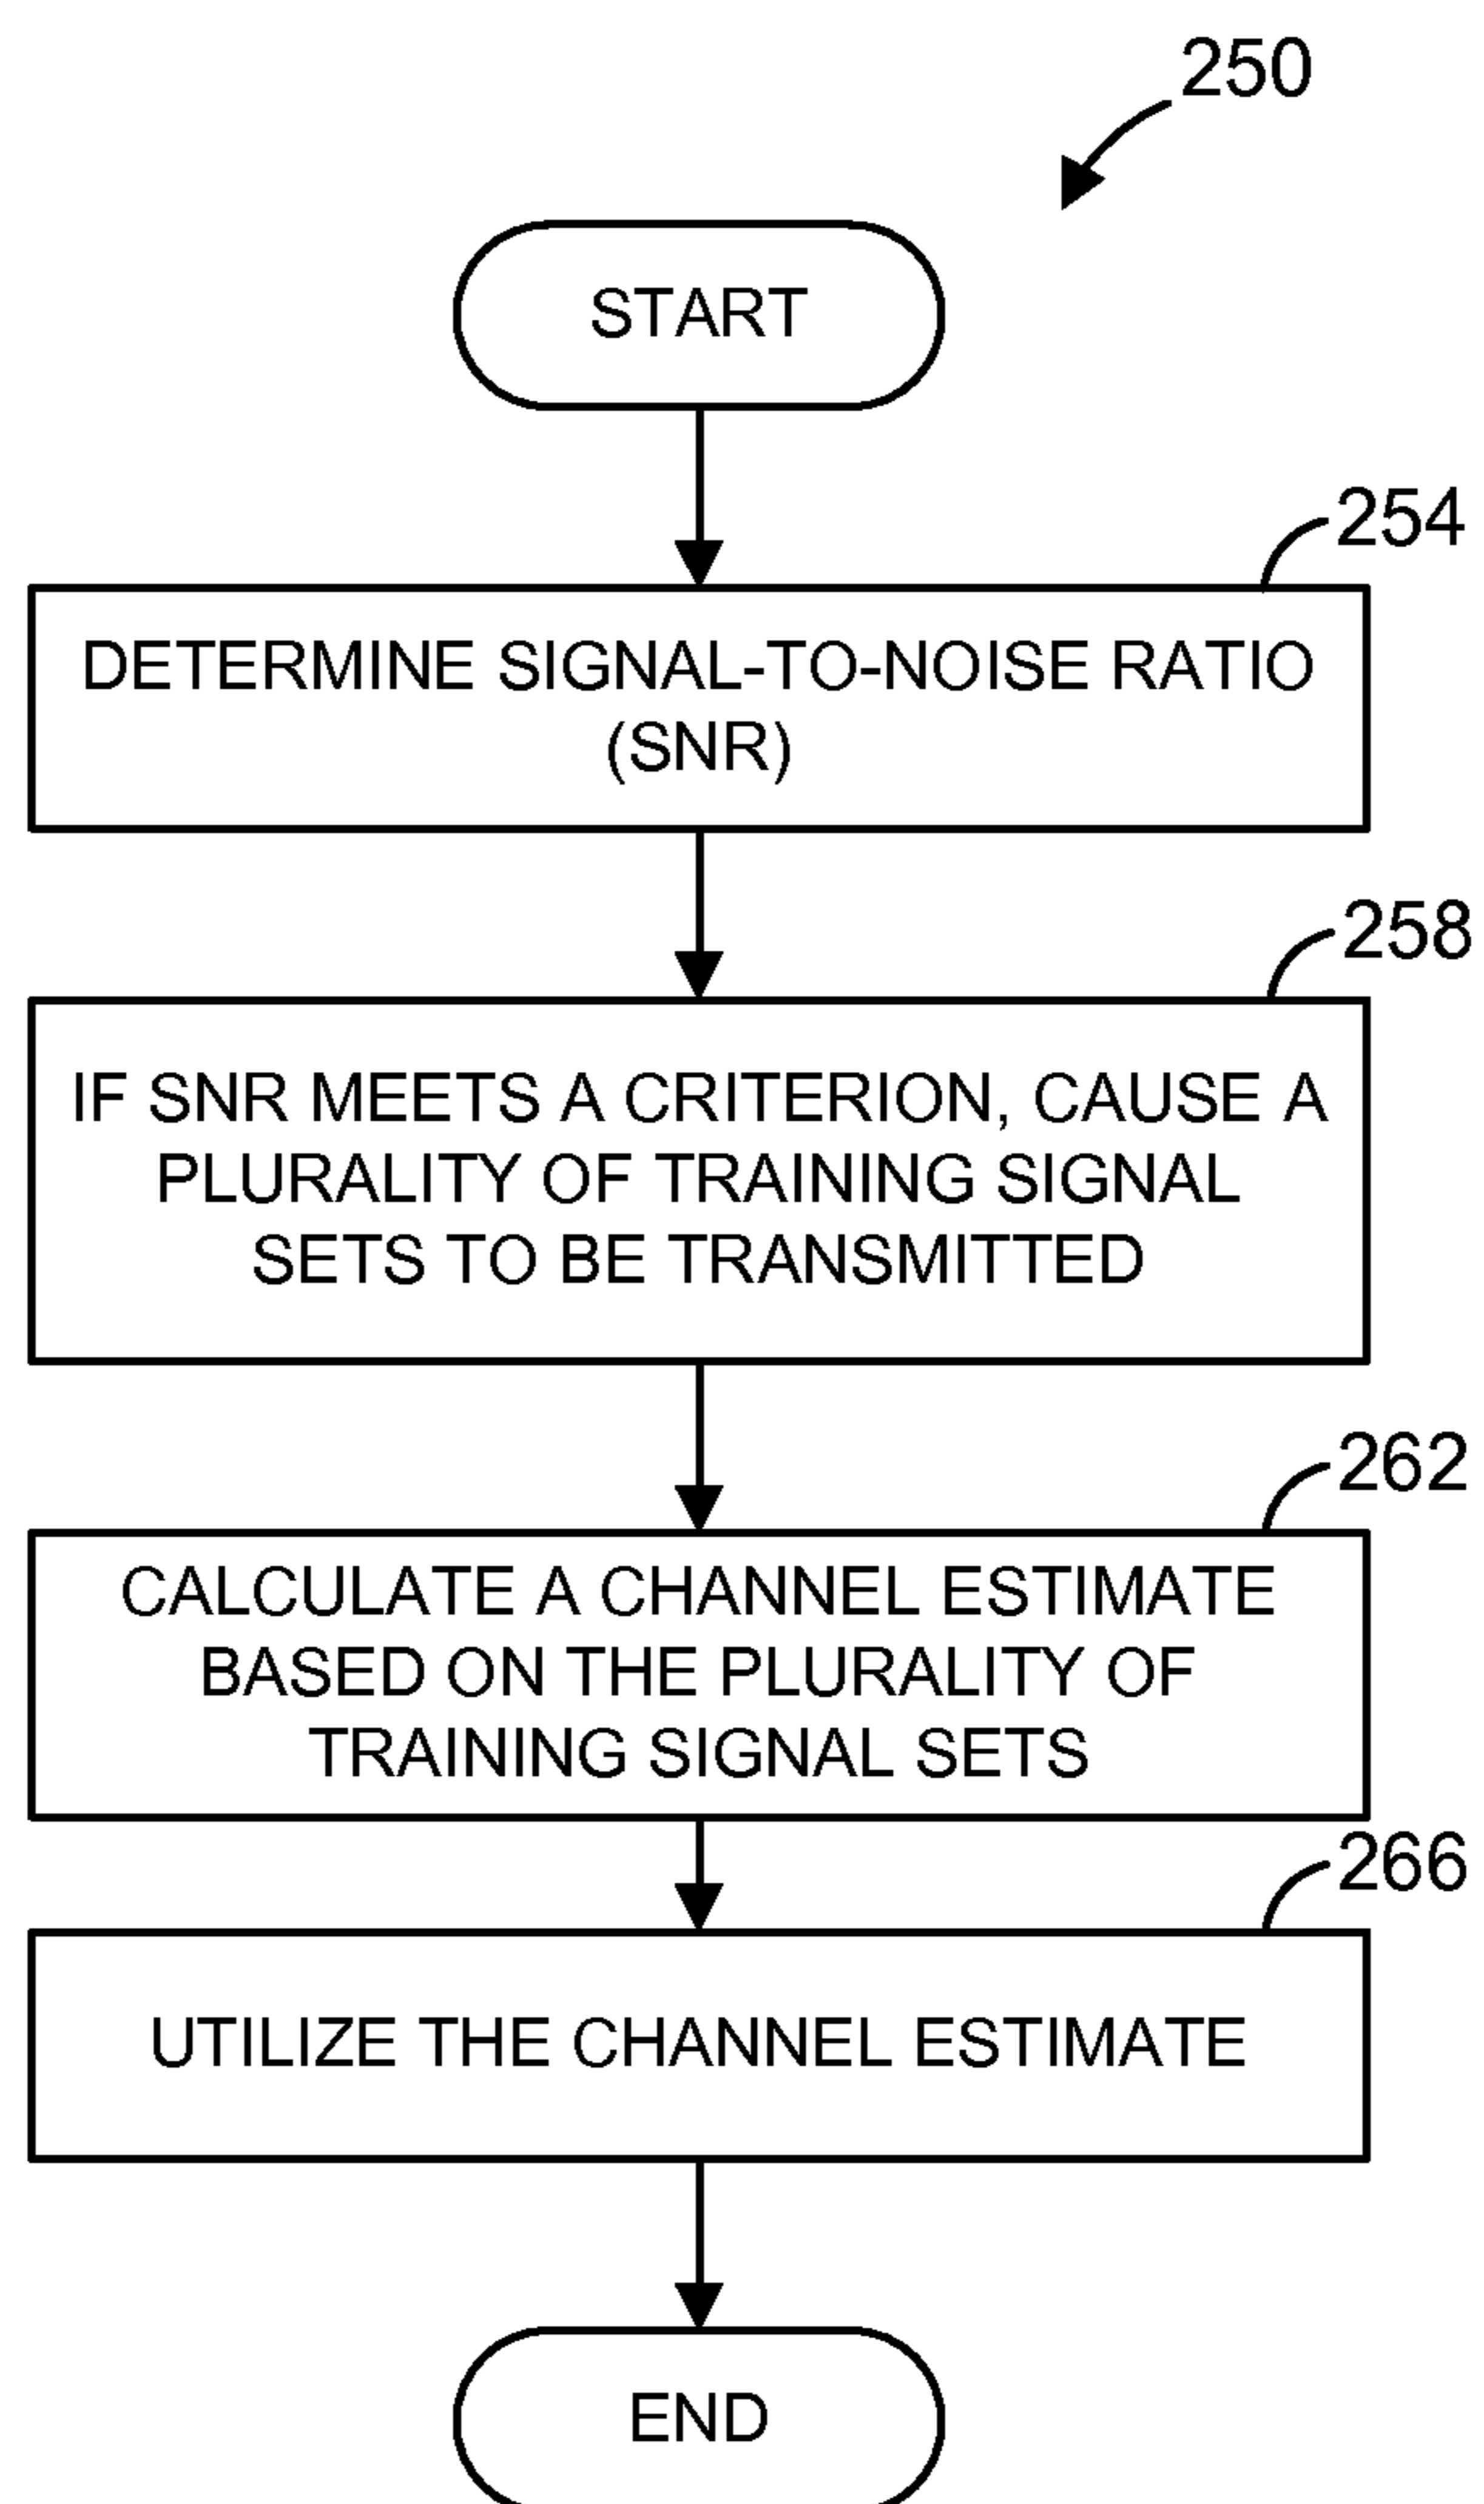 250
START
254
DETERMINE SIGNAL-TO-NOISE RATIO
(SNR)
258
IF SNR MEETS A CRITERION, CAUSE A
PLURALITY OF TRAINING SIGNAL
SETS TO BE TRANSMITTED
262
CALCULATE A CHANNEL ESTIMATE
BASED ON THE PLURALITY OF
TRAINING SIGNAL SETS
266
UTILIZE THE CHANNEL ESTIMATE
END